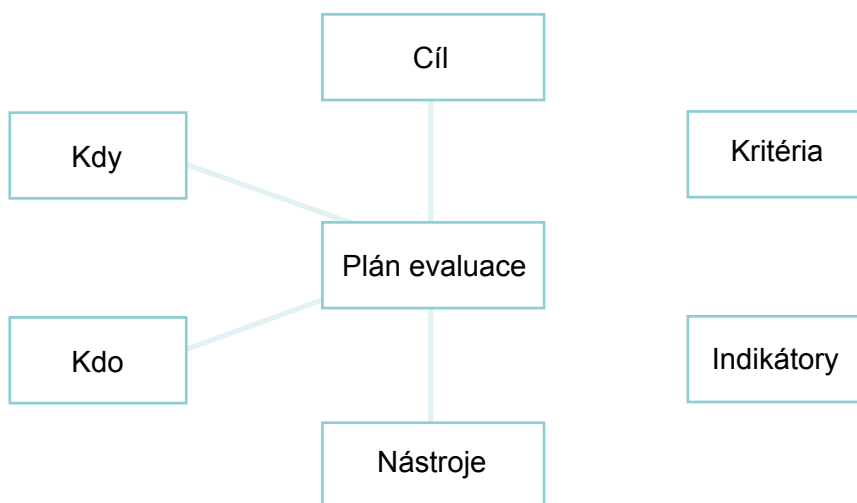 Cíl
Kdy
Kritéria
Plán evaluace
Kdo
Indikátory
Nástroje